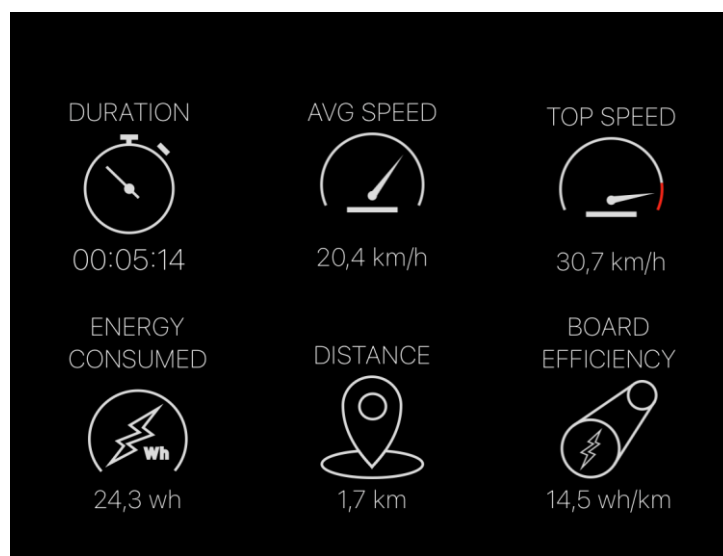 DURATION
AVG SPEED
TOP SPEED
00:05:14
20,4 km/h
30,7 km/h
ENERGY
CONSUMED
DISTANCE
BOARD
EFFICIENCY
Wh
24,3 wh
1,7 km
14,5 wh/km